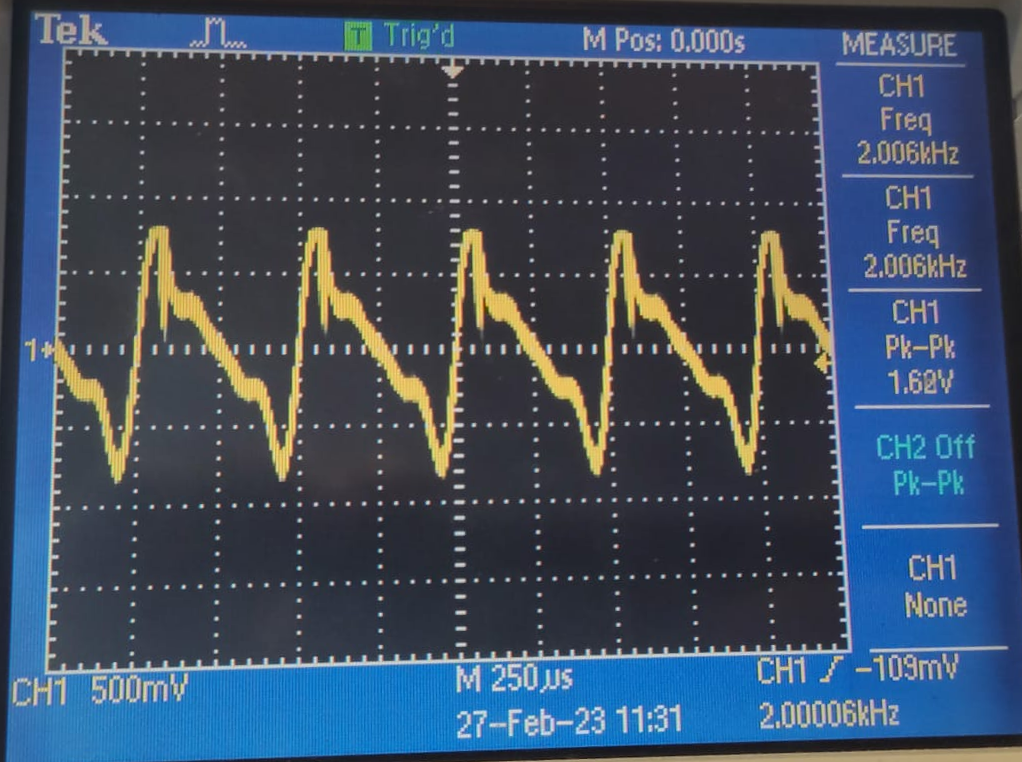 Tek
T Trig'd
M Pos: 0.000s
MEASURE
CH1
Freq
2.006kHz
CH1
Freq
2.006kHz
CH1
Pk-Pk
1.60V
CH2 Off
Pk-Pk
CH1
None
1
CH1 500mV
M 250µs
CH1 -109mV
27-Feb-23 11:31
2.00006kHz